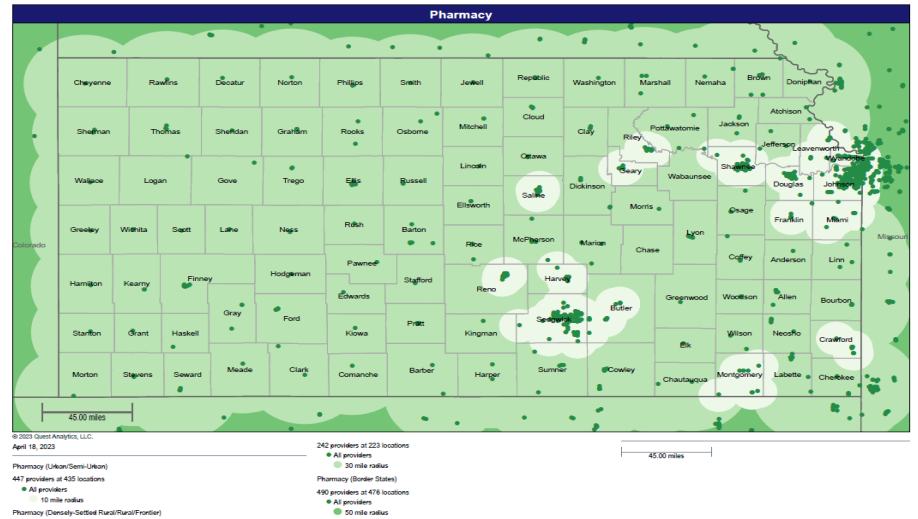 Pharmacy
Cheyenne Rawlins Decatur Norton Phillips Smith Jewell Republic Washington Marshall Nemaha Brown Doniphan
Atchison
Sherman Thomas Sheridan Graham Rooks Osborne Mitchell Cloud Clay Riley Pottawatomie Jackson
Jefferson Leavenworth
Wyandotte
Wallace Logan Gove Trego Ellis Russell Lincoln Ottawa Geary Wabaunsee Shawnee
Saline Dickinson Douglas Johnson
Ellsworth Morris Osage
Greeley Wichita Scott Lane Ness Rush Barton McPherson Marion Lyon Franklin Miami
Colorado Missouri
Rice Chase Coffey Anderson Linn
Hamilton Kearny Finney Hodgeman Pawnee Stafford Reno Harvey
Edwards
Gray Ford Sedgwick Butler Greenwood Woodson Allen Bourbon
Stanton Grant Haskell Kiowa Pratt Kingman Elk Wilson Neosho Crawford
Morton Stevens Seward Meade Clark Comanche Barber Harper Sumner Cowley Chautauqua Montgomery Labette Cherokee
45.00 miles
© 2023 Quest Analytics, LLC.
April 18, 2023
Pharmacy (Urban/Semi-Urban)
447 providers at 435 locations
All providers
10 mile radius
Pharmacy (Densely-Settled Rural/Rural/Frontier)
242 providers at 223 locations
All providers
30 mile radius
Pharmacy (Border States)
490 providers at 476 locations
All providers
50 mile radius
45.00 miles